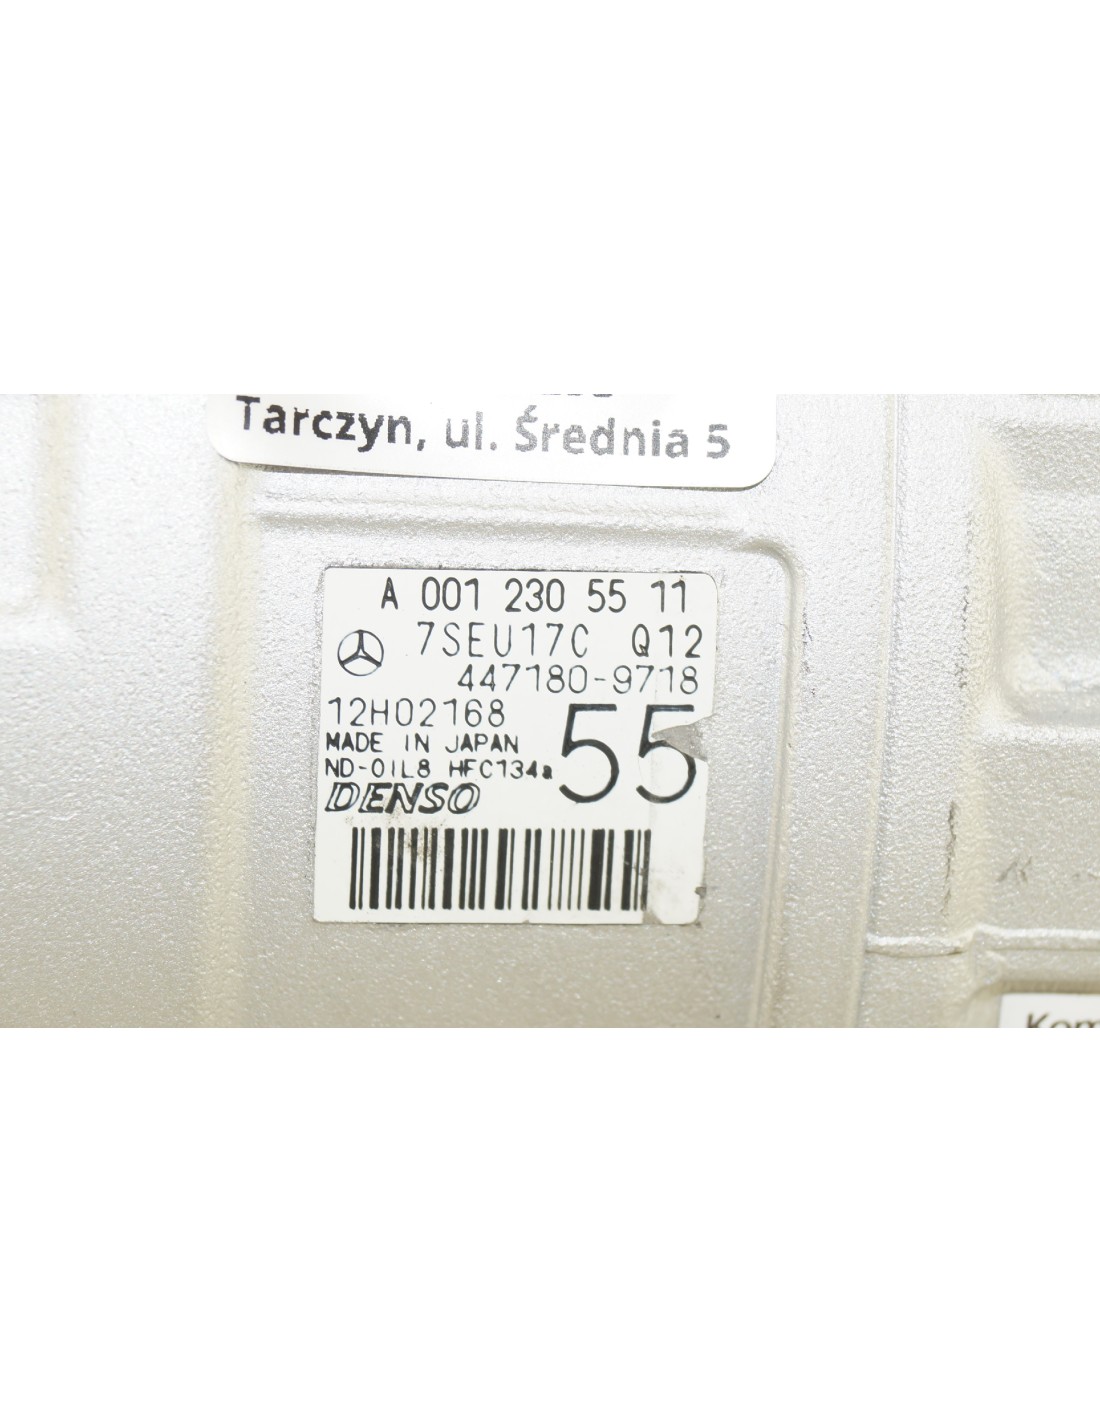 Tarczyn, ul. Średnia 5
A 001 230 55 11
7SEU17C Q12
447180-9718
12H02168
55
MADE IN JAPAN
ND-OIL8 HFC134a
DENSO